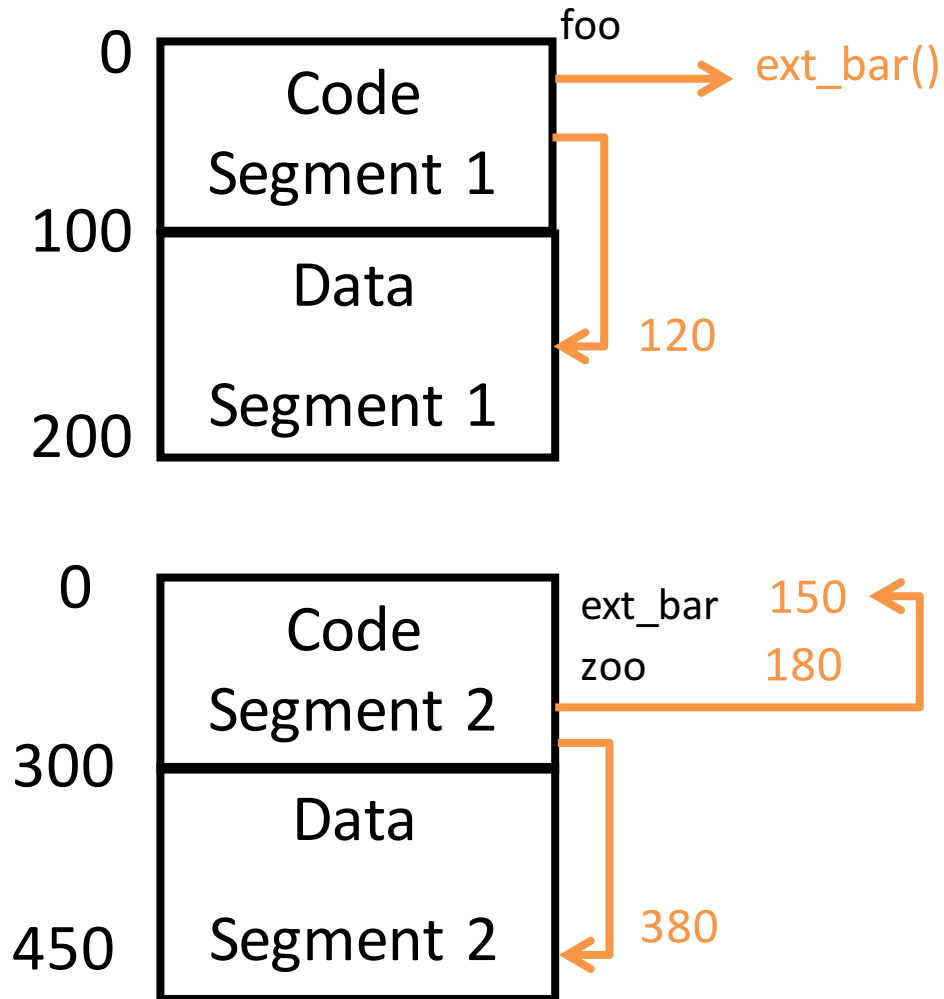 foo
0
ext_bar()
Code
Segment 1
100
Data
120
Segment 1
200
0
ext_bar 150
Code
zoo 180
Segment 2
300
Data
380
Segment 2
450